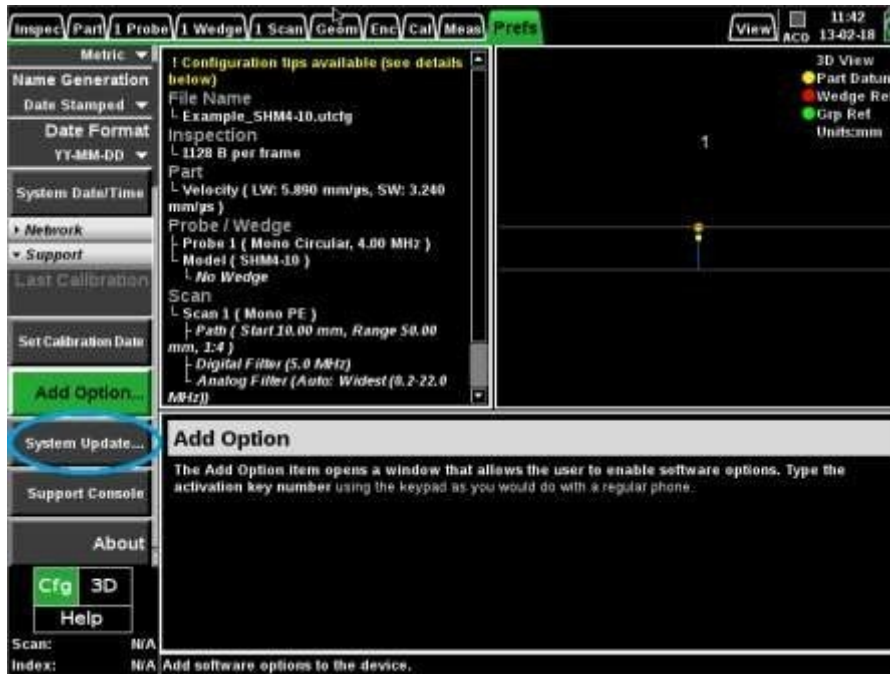 Inspec Part 1 Probe 1 Wedge 1 Scan Geom Enc Cal Meas Prefs View ACO 11:42
13-02-18
Metric
Name Generation
Date Stamped
Date Format
YY-MM-DD
System Date/Time
Network
Support
Last Calibration
Set Calibration Date
Add Option...
System Update...
Support Console
About
Cfg 3D
Help
Scan: N/A
Index: N/A
! Configuration tips available (see details
below)
File Name
Example_SHM4-10.utcfg
Inspection
1128 B per frame
Part
Velocity ( LW: 5.890 mm/µs, SW: 3.240
mm/µs )
Probe / Wedge
Probe 1 ( Mono Circular, 4.00 MHz )
Model ( SHM4-10 )
No Wedge
Scan
Scan 1 ( Mono PE )
Path ( Start 10.00 mm, Range 50.00
mm, 1:4 )
Digital Filter (5.0 MHz)
Analog Filter (Auto: Widest (0.2-22.0
MHz))
3D View
Part Datum
Wedge Re
Grp Ref
Units:mm
1
Add Option
The Add Option item opens a window that allows the user to enable software options. Type the
activation key number using the keypad as you would do with a regular phone.
Add software options to the device.